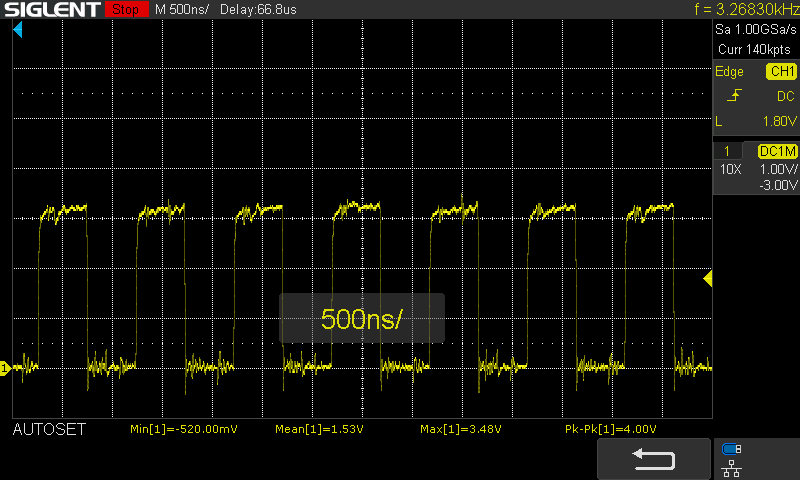 SIGLENT Stop M 500ns/ Delay:66.8us f = 3.26830kHz
Sa 1.00GSa/s
Curr 140kpts
Edge CH1
DC
L 1.80V
1 DC1M
10X 1.00V/
-3.00V
500ns/
1
AUTOSET Min[1]=-520.00mV Mean[1]=1.53V Max[1]=3.48V Pk-Pk[1]=4.00V